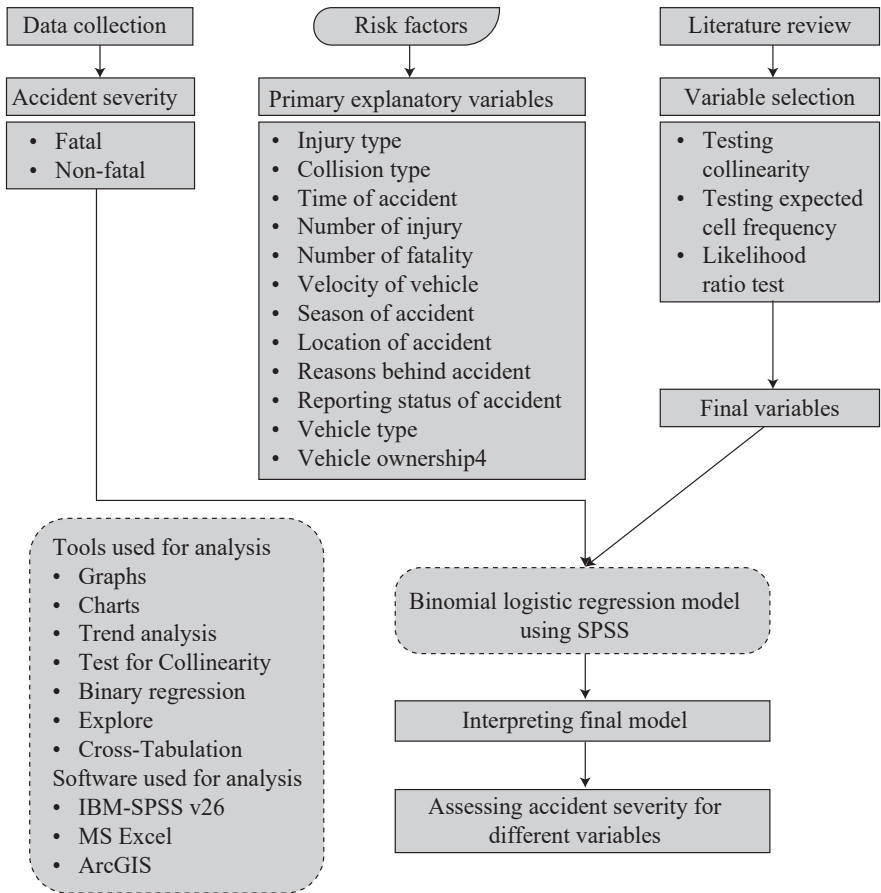 Data collection
Accident severity
• Fatal
• Non-fatal
Risk factors
Primary explanatory variables
• Injury type
• Collision type
• Time of accident
• Number of injury
• Number of fatality
• Velocity of vehicle
• Season of accident
• Location of accident
• Reasons behind accident
• Reporting status of accident
• Vehicle type
• Vehicle ownership4
Literature review
Variable selection
• Testing
collinearity
• Testing expected
cell frequency
• Likelihood
ratio test
Final variables
Tools used for analysis
• Graphs
• Charts
• Trend analysis
• Test for Collinearity
• Binary regression
• Explore
• Cross-Tabulation
Software used for analysis
• IBM-SPSS v26
• MS Excel
• ArcGIS
Binomial logistic regression model
using SPSS
Interpreting final model
Assessing accident severity for
different variables